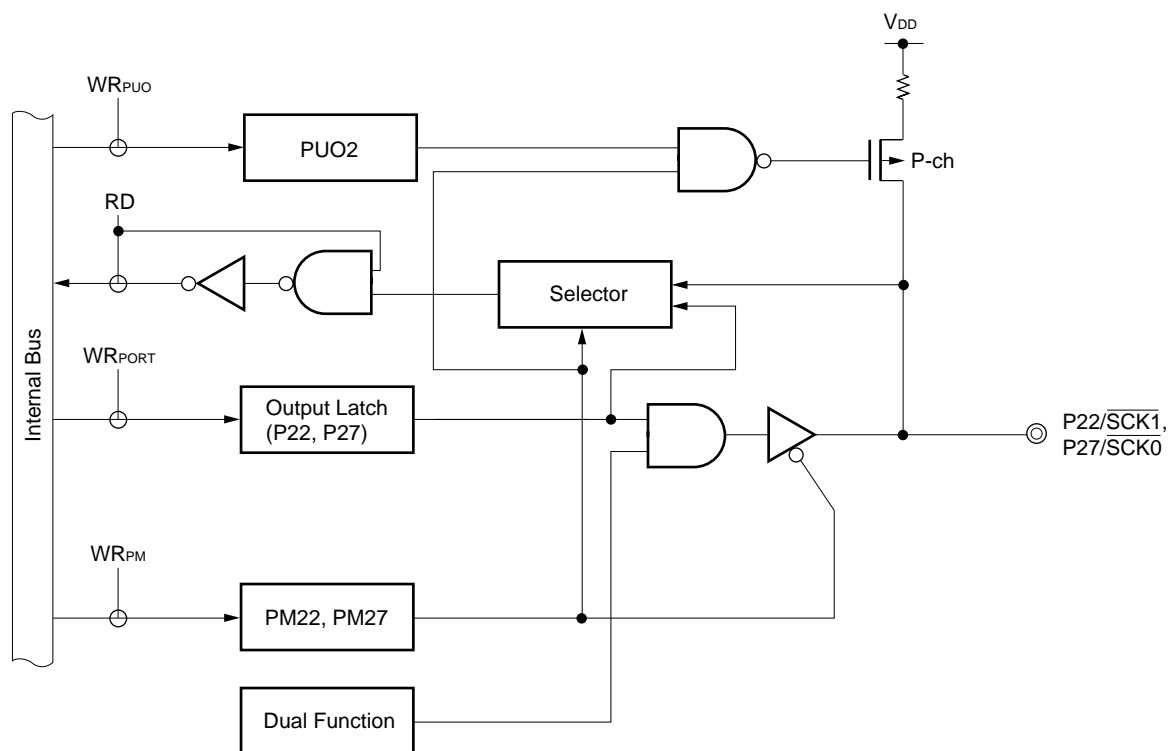 VDD
WRPUO
PUO2
P-ch
RD
Selector
Internal Bus
WRPORT
Output Latch
(P22, P27)
P22/SCK1,
P27/SCK0
WRPM
PM22, PM27
Dual Function